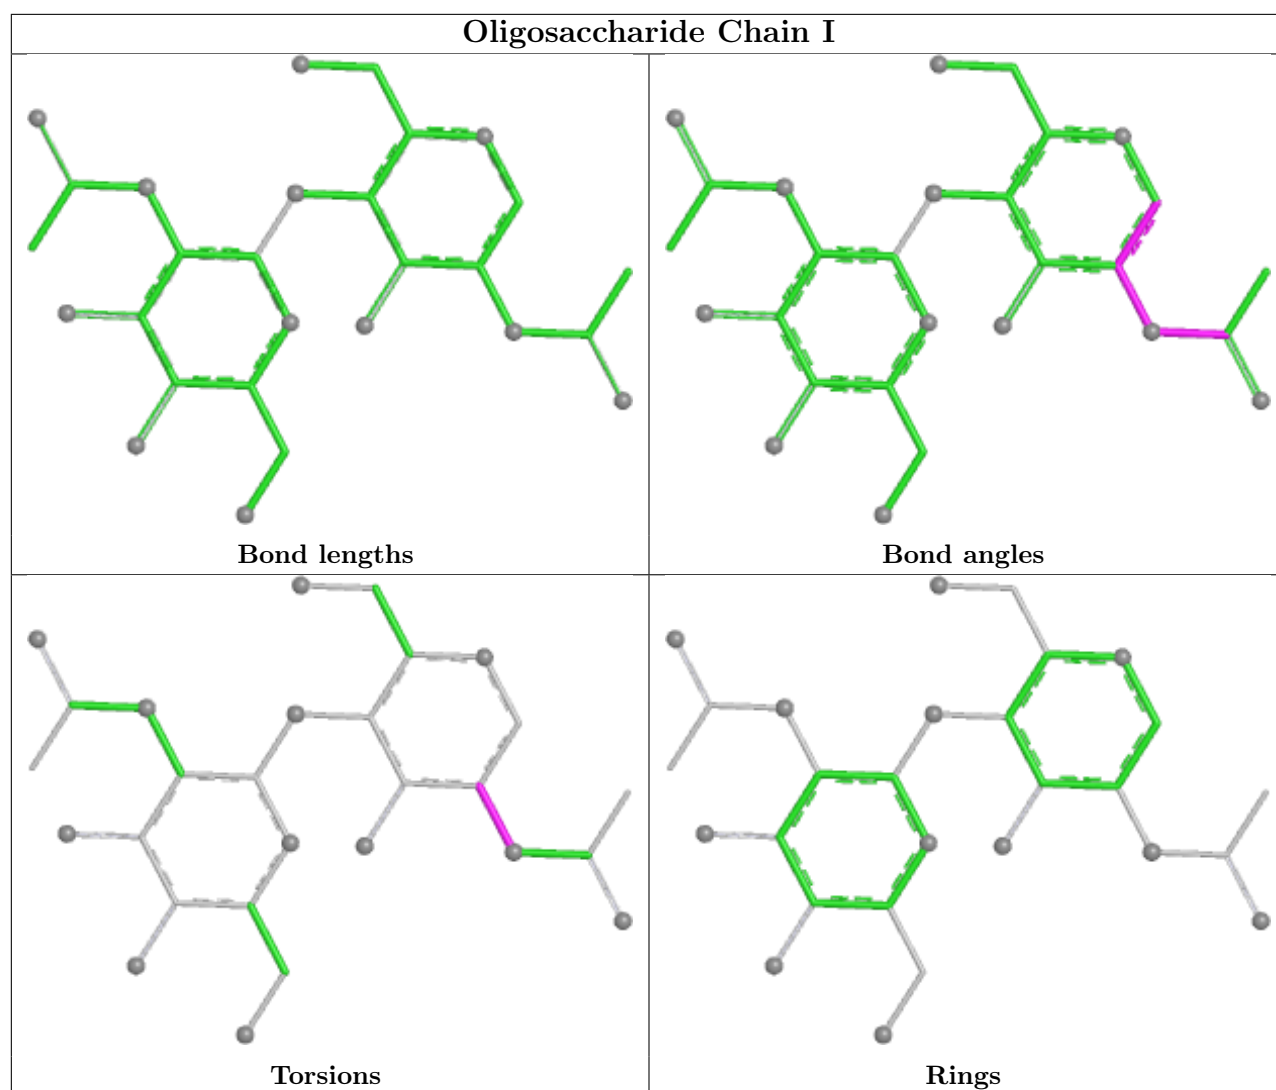 Oligosaccharide Chain I
Bond lengths
Bond angles
Torsions
Rings